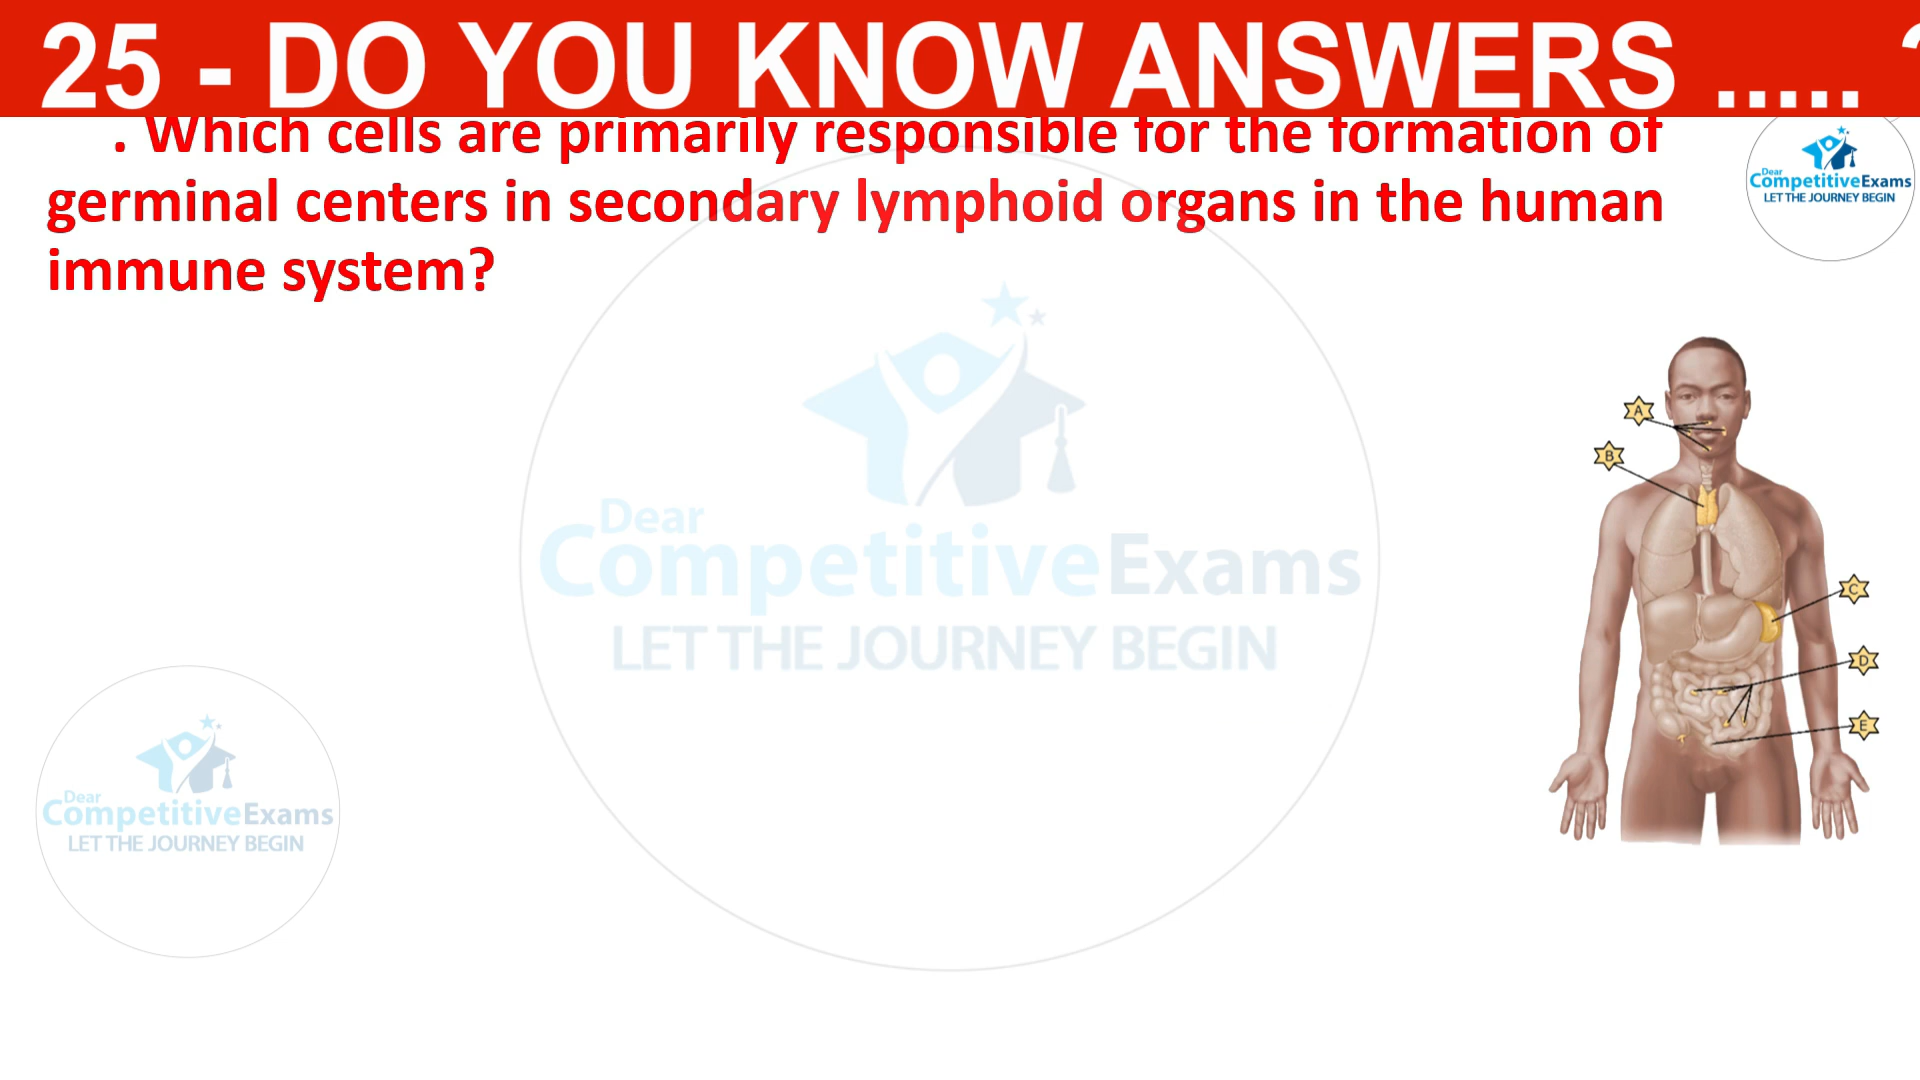 25 - DO YOU KNOW ANSWERS ..... ?
. Which cells are primarily responsible for the formation of
germinal centers in secondary lymphoid organs in the human
immune system?
Dear
CompetitiveExams
LET THE JOURNEY BEGIN
A
B
C
D
E
Dear
CompetitiveExams
LET THE JOURNEY BEGIN
Dear
CompetitiveExams
LET THE JOURNEY BEGIN